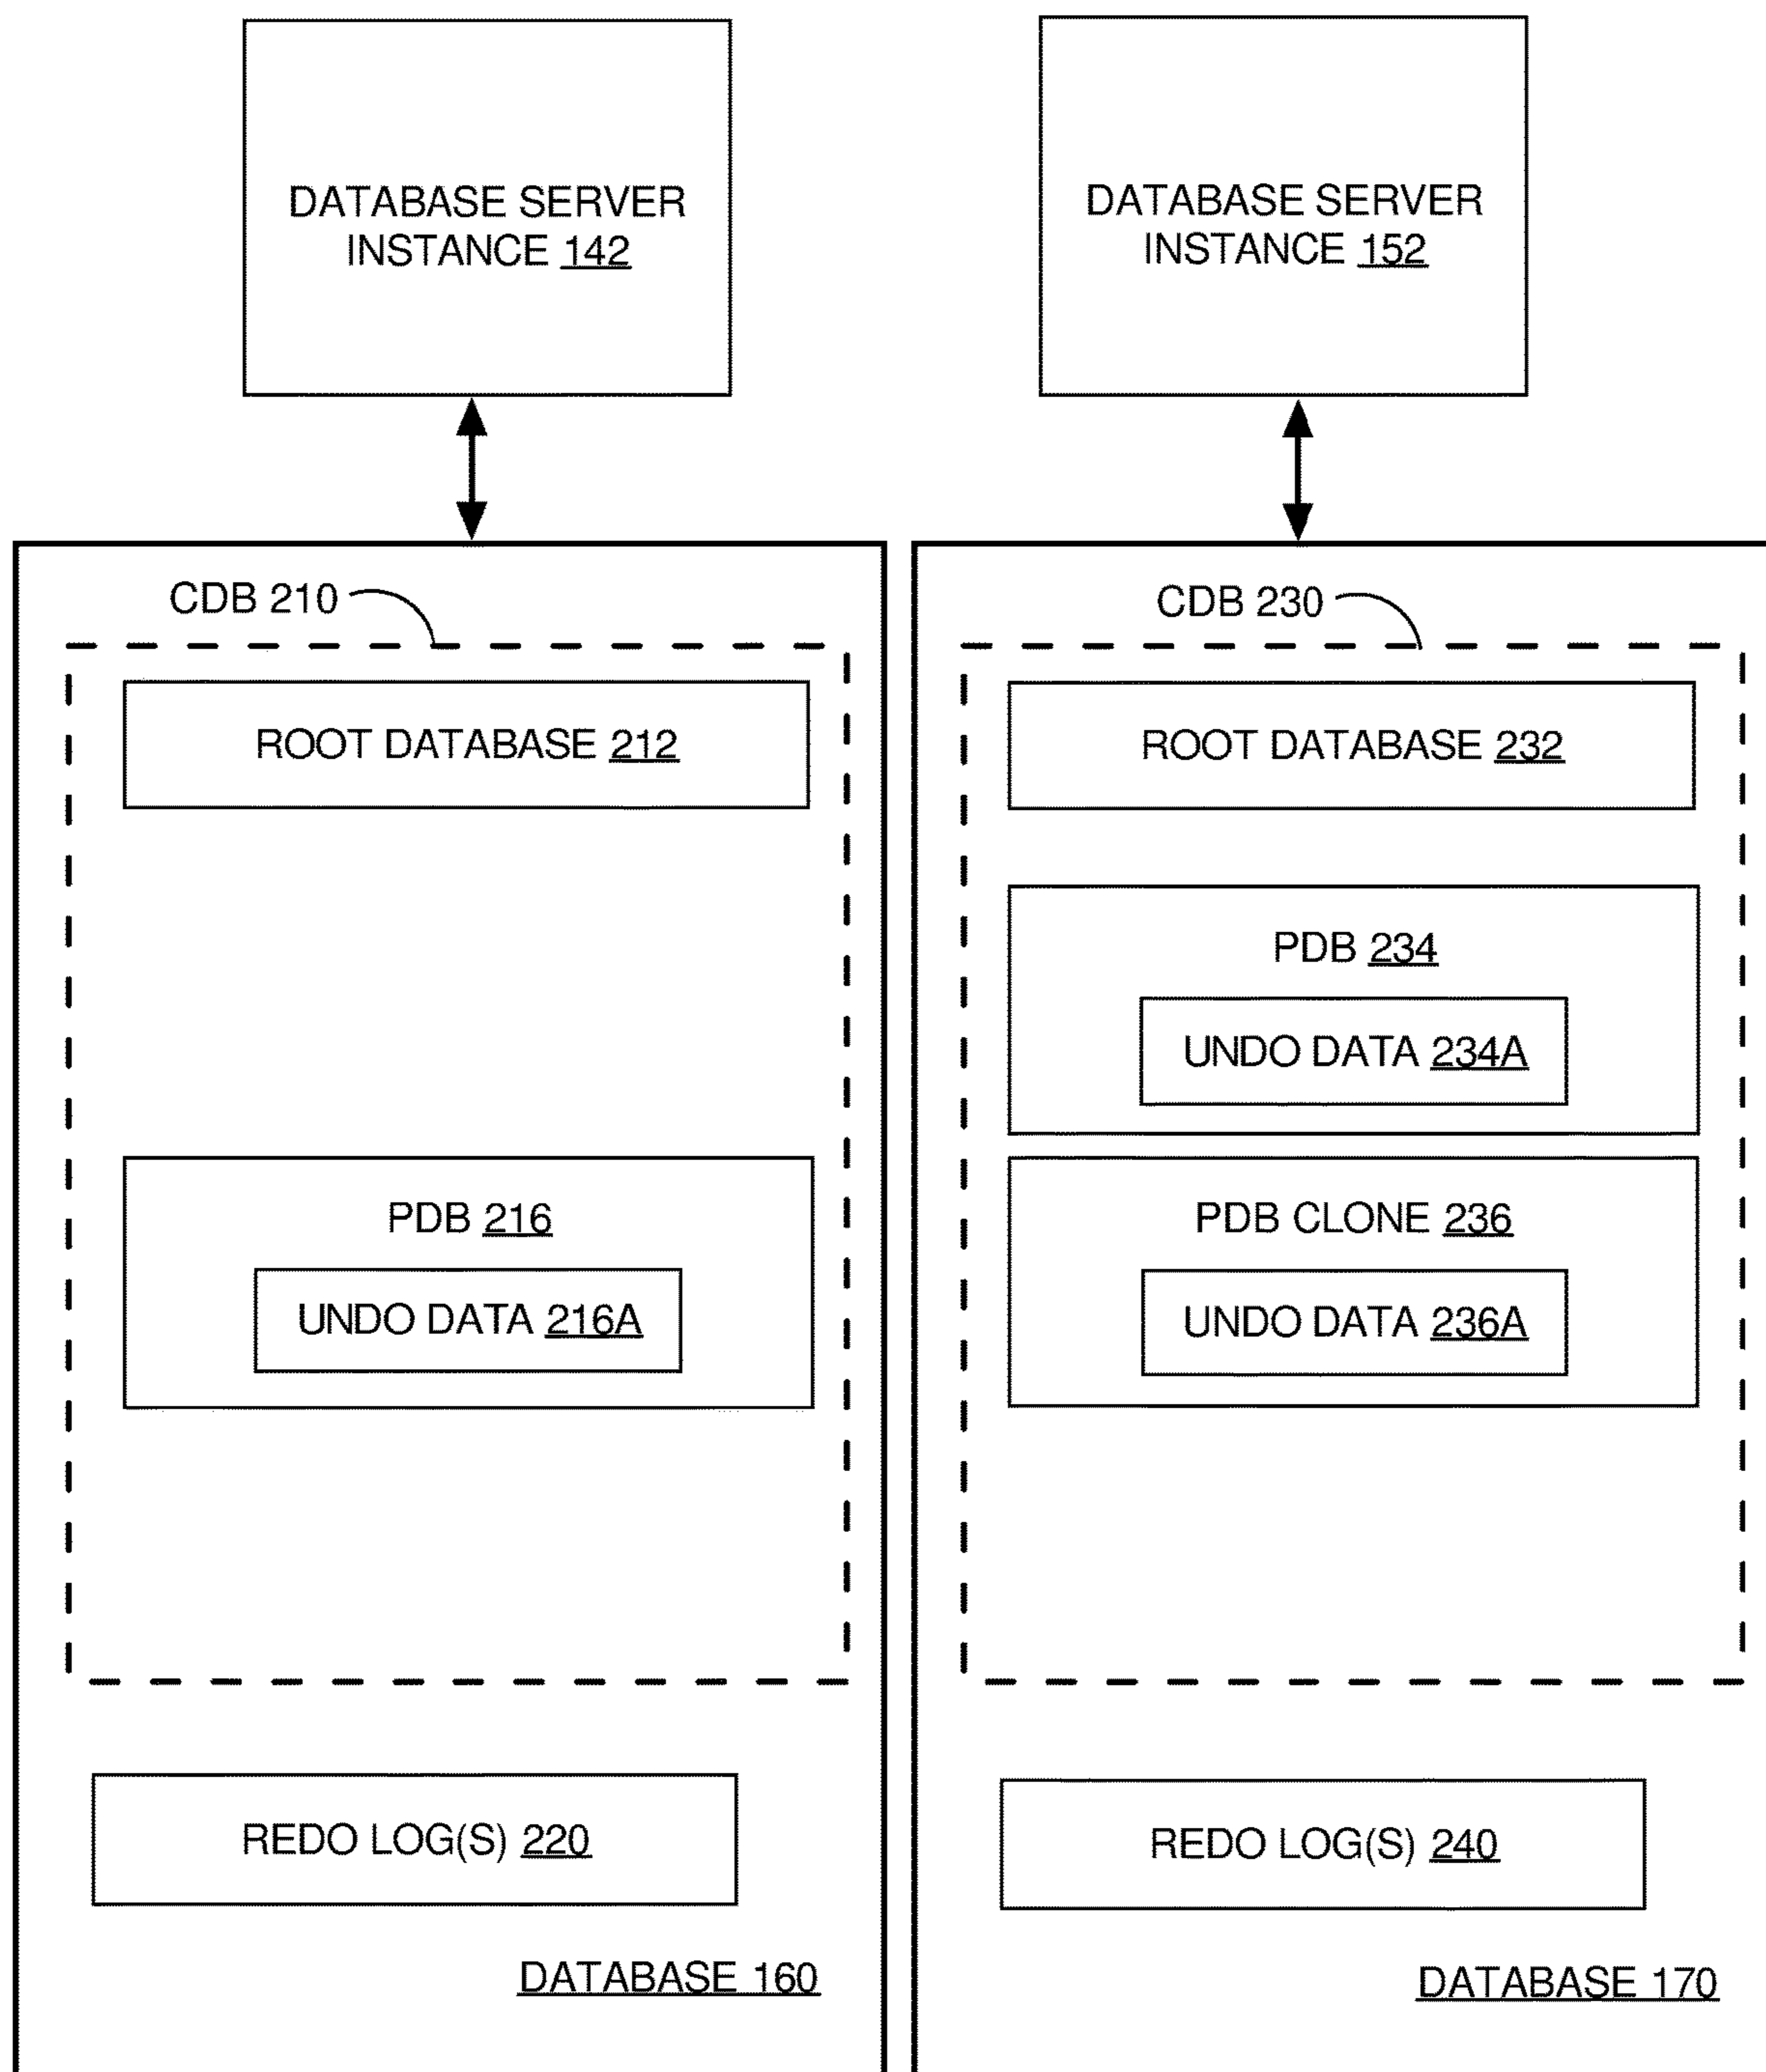 DATABASE SERVER
INSTANCE 142
DATABASE SERVER
INSTANCE 152
CDB 210
ROOT DATABASE 212
PDB 216
UNDO DATA 216A
REDO LOG(S) 220
DATABASE 160
CDB 230
ROOT DATABASE 232
PDB 234
UNDO DATA 234A
PDB CLONE 236
UNDO DATA 236A
REDO LOG(S) 240
DATABASE 170